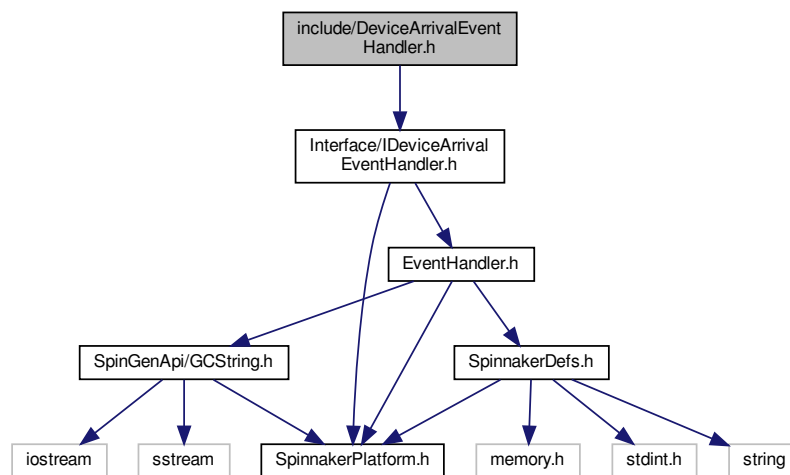 include/DeviceArrivalEvent
Handler.h
Interface/IDeviceArrival
EventHandler.h
EventHandler.h
SpinGenApi/GCString.h
SpinnakerDefs.h
iostream
sstream
SpinnakerPlatform.h
memory.h
stdint.h
string